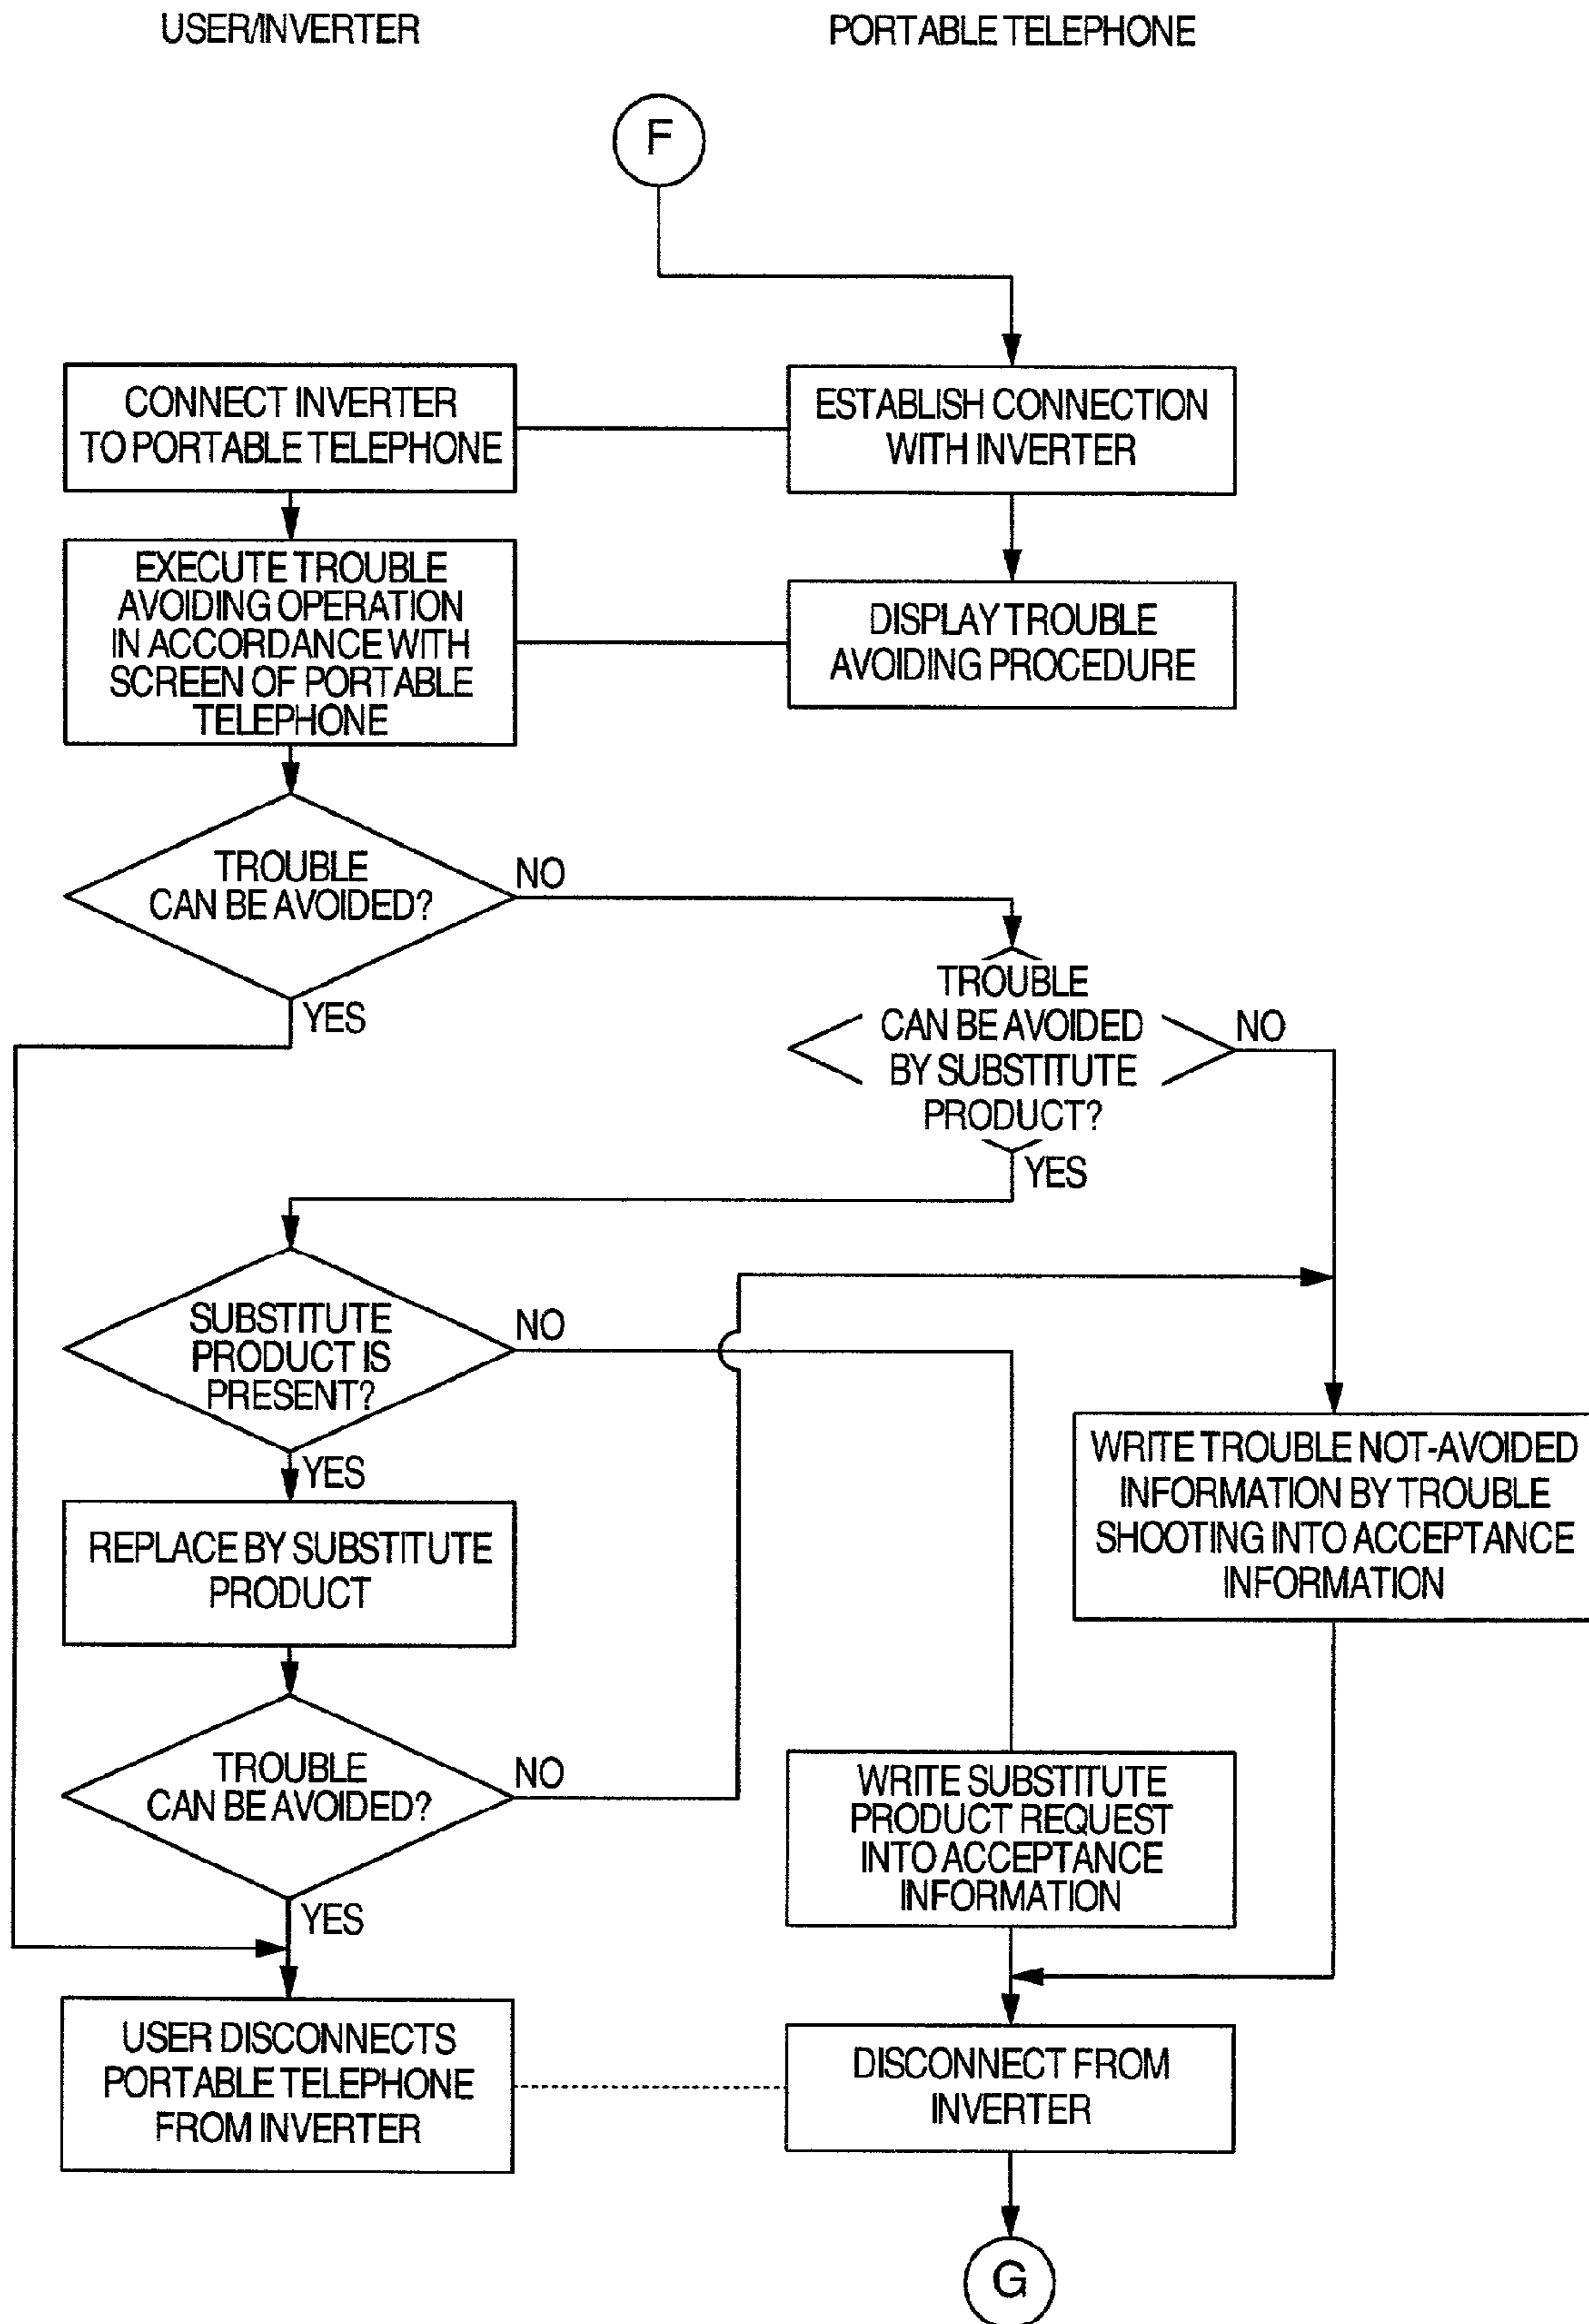 USER/INVERTER
PORTABLE TELEPHONE
F
CONNECT INVERTER
TO PORTABLE TELEPHONE
ESTABLISH CONNECTION
WITH INVERTER
EXECUTE TROUBLE
AVOIDING OPERATION
IN ACCORDANCE WITH
SCREEN OF PORTABLE
TELEPHONE
DISPLAY TROUBLE
AVOIDING PROCEDURE
TROUBLE
CAN BE AVOIDED?
NO
YES
TROUBLE
CAN BE AVOIDED
BY SUBSTITUTE
PRODUCT?
NO
YES
SUBSTITUTE
PRODUCT IS
PRESENT?
NO
YES
WRITE TROUBLE NOT-AVOIDED
INFORMATION BY TROUBLE
SHOOTING INTO ACCEPTANCE
INFORMATION
REPLACE BY SUBSTITUTE
PRODUCT
TROUBLE
CAN BE AVOIDED?
NO
YES
WRITE SUBSTITUTE
PRODUCT REQUEST
INTO ACCEPTANCE
INFORMATION
USER DISCONNECTS
PORTABLE TELEPHONE
FROM INVERTER
DISCONNECT FROM
INVERTER
G